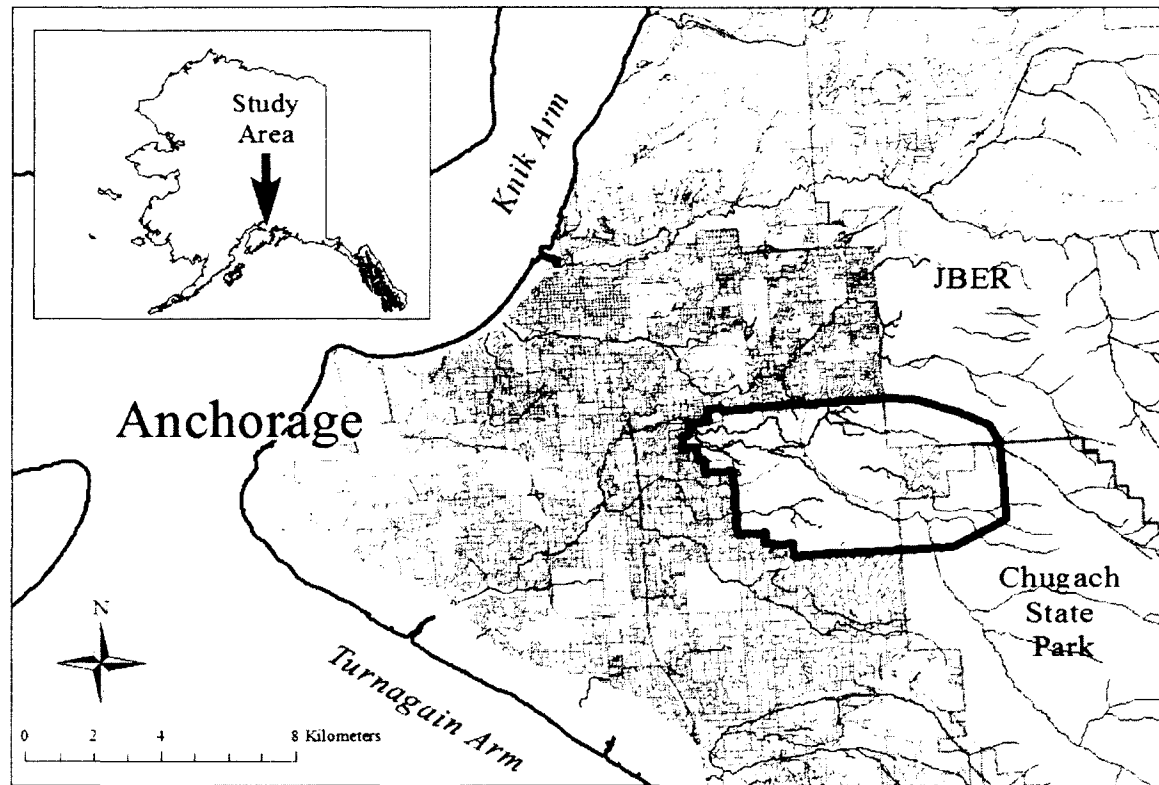 Study
Area
Knik Arm
JBER
Anchorage
Chugach
State
Park
N
Turnagain Arm
0 2 4 8 Kilometers